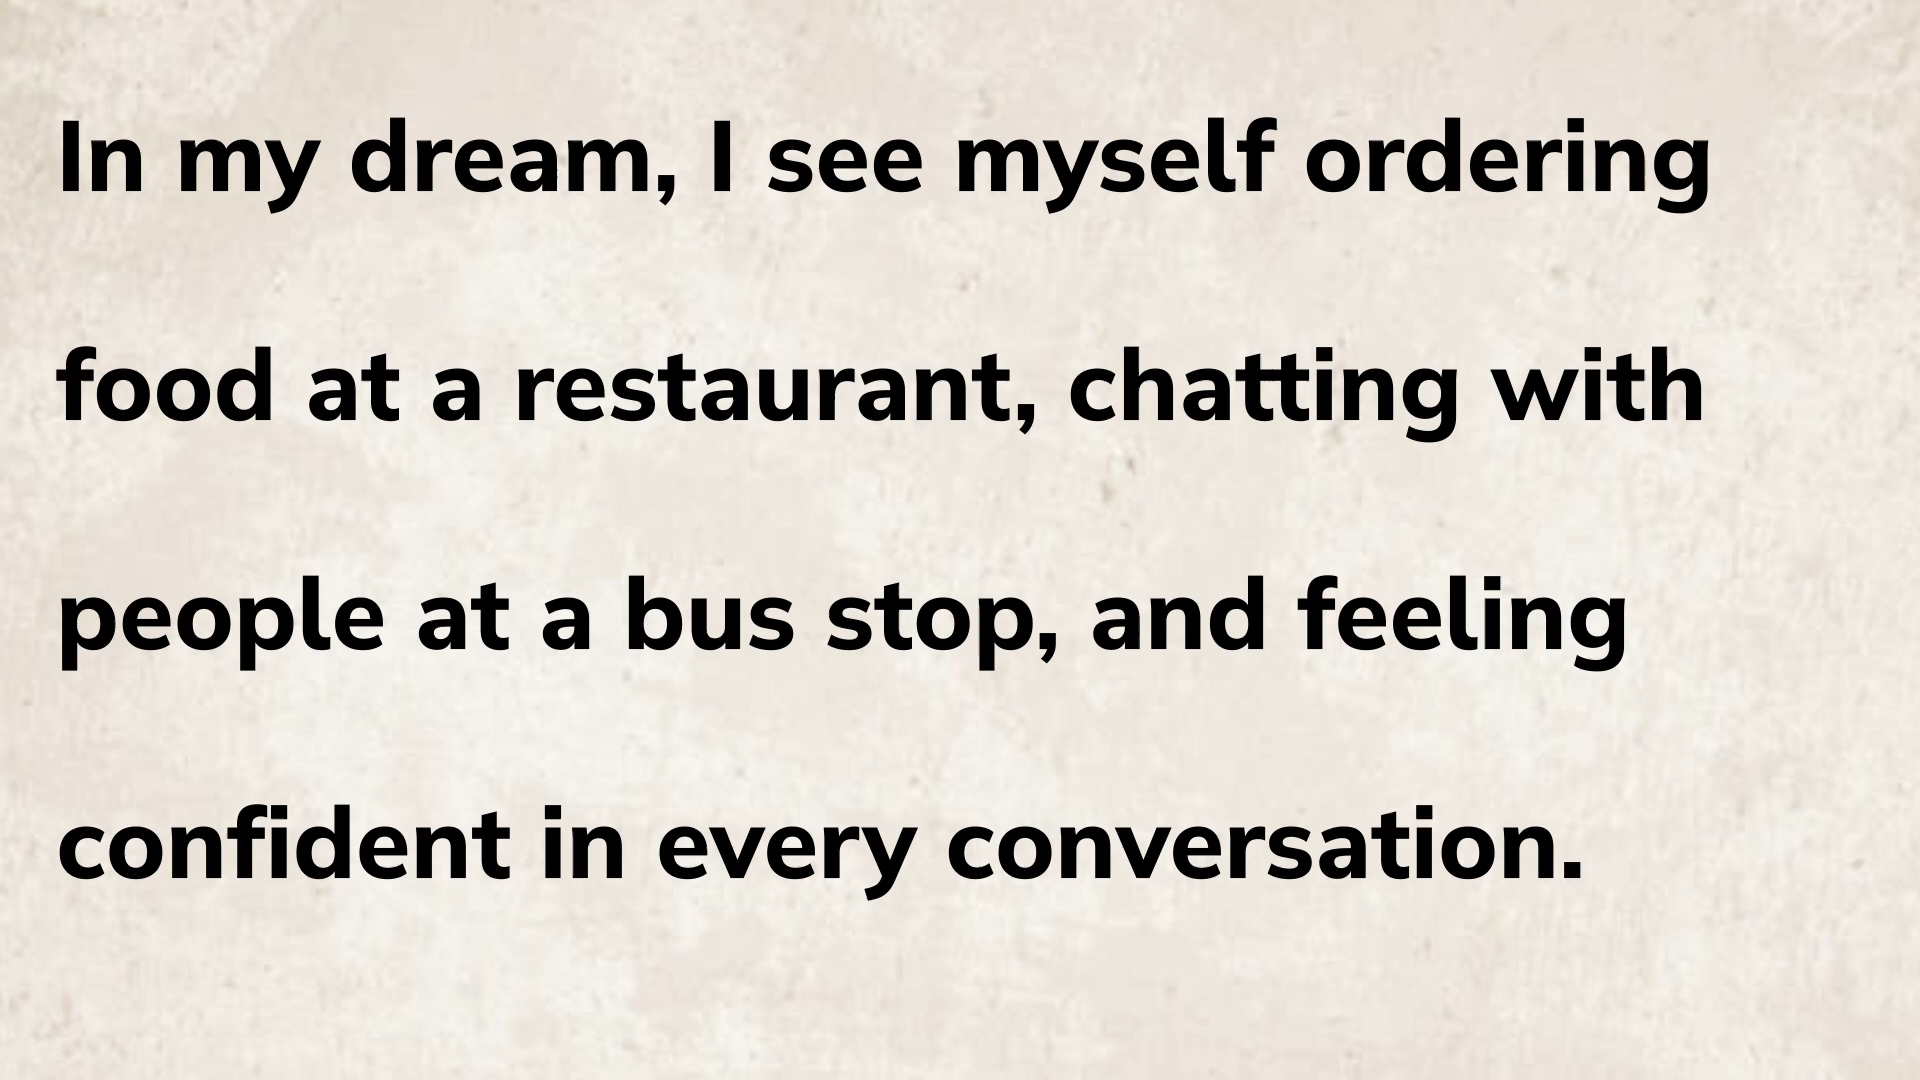 In my dream, I see myself ordering
food at a restaurant, chatting with
people at a bus stop, and feeling
confident in every conversation.